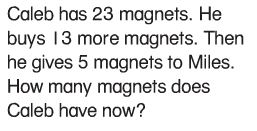 Caleb has 23 magnets. He
buys 13 more magnets. Then
he gives 5 magnets to Miles.
How many magnets does
Caleb have now?